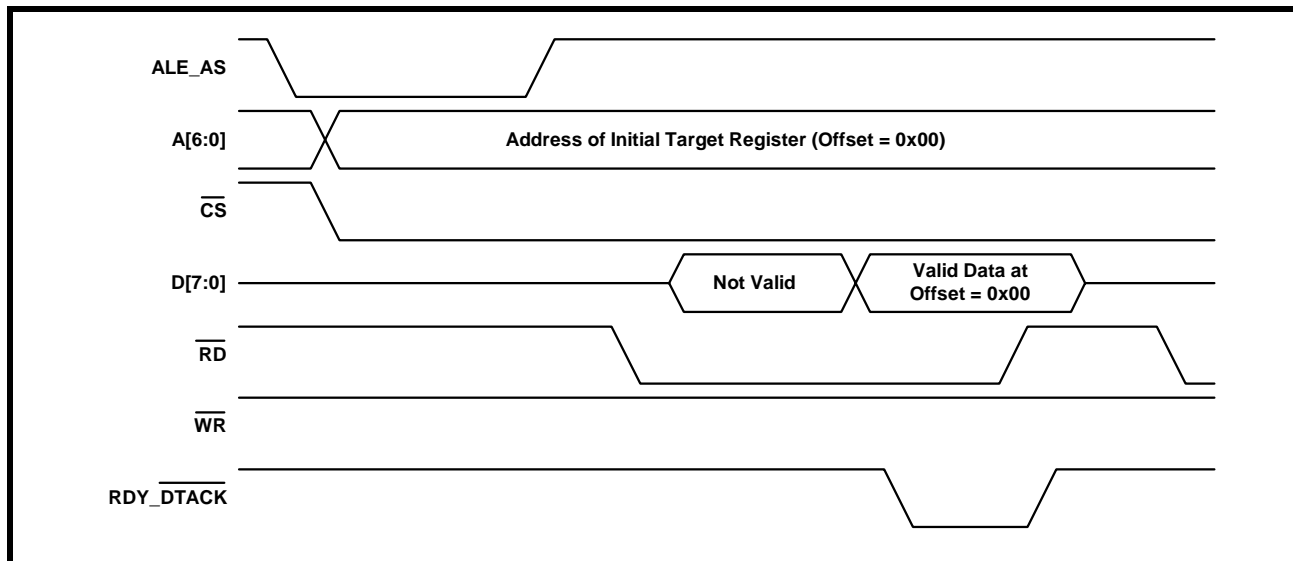 ALE_AS
A[6:0]
Address of Initial Target Register (Offset = 0x00)
CS
D[7:0]
Not Valid
Valid Data at
Offset = 0x00
RD
WR
RDY_DTACK